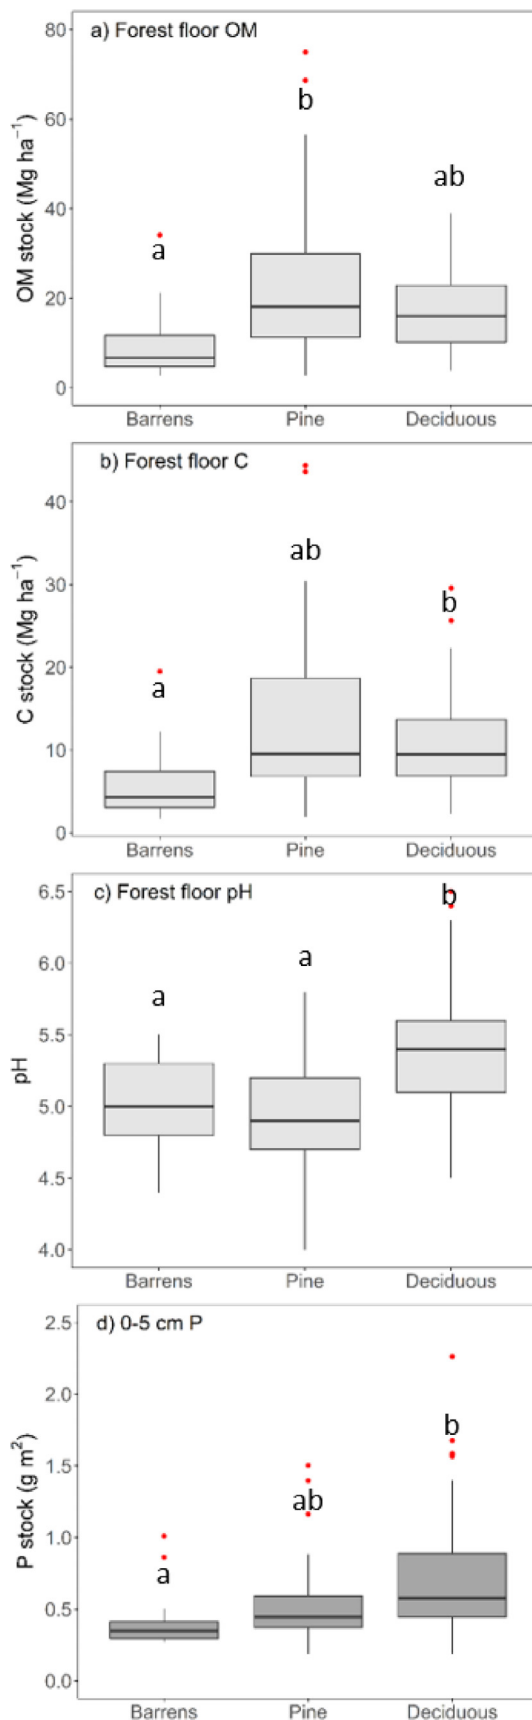 a) Forest floor OM
80
60
40
20
0
OM stock (Mg ha⁻¹)
a
b
ab
Barrens Pine Deciduous
b) Forest floor C
40
30
20
10
0
C stock (Mg ha⁻¹)
a
ab
b
Barrens Pine Deciduous
c) Forest floor pH
6.5
6.0
5.5
5.0
4.5
4.0
pH
a
a
b
Barrens Pine Deciduous
d) 0-5 cm P
2.5
2.0
1.5
1.0
0.5
0.0
P stock (g m²)
a
ab
b
Barrens Pine Deciduous